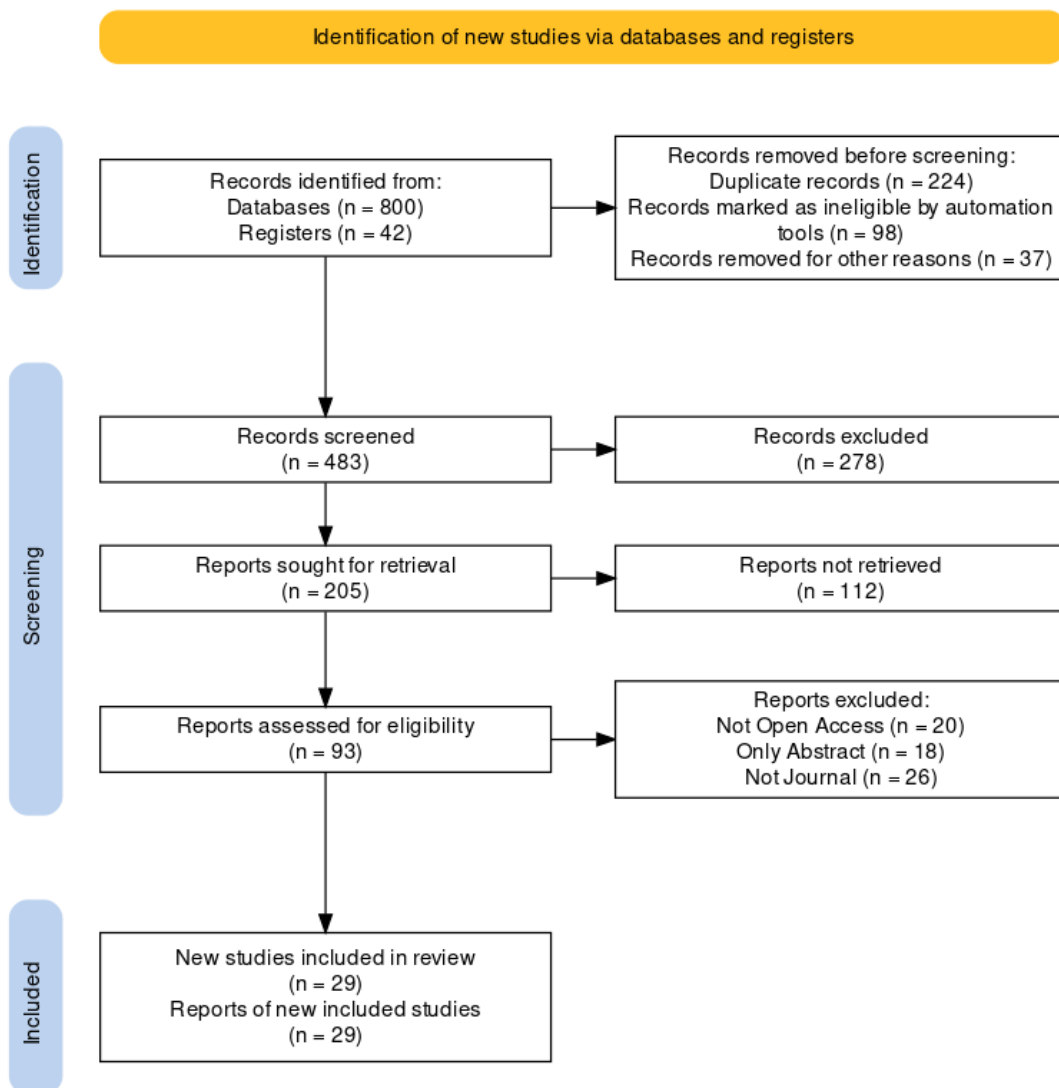 Identification of new studies via databases and registers
Identification
Records identified from:
Databases (n = 800)
Registers (n = 42)
Records removed before screening:
Duplicate records (n = 224)
Records marked as ineligible by automation
tools (n = 98)
Records removed for other reasons (n = 37)
Screening
Records screened
(n = 483)
Records excluded
(n = 278)
Reports sought for retrieval
(n = 205)
Reports not retrieved
(n = 112)
Reports assessed for eligibility
(n = 93)
Reports excluded:
Not Open Access (n = 20)
Only Abstract (n = 18)
Not Journal (n = 26)
Included
New studies included in review
(n = 29)
Reports of new included studies
(n = 29)